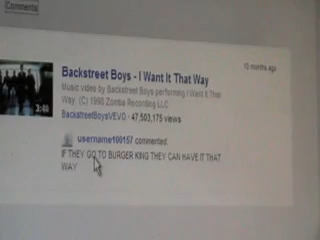 Comments
Backstreet Boys - I Want It That Way
10 months ago
Music video by Backstreet Boys performing I Want It That
Way. (C) 1998 Zomba Recording LLC
3:40
BackstreetBoysVEVO • 47,503,175 views
username199157 commented:
IF THEY GO TO BURGER KING THEY CAN HAVE IT THAT
WAY